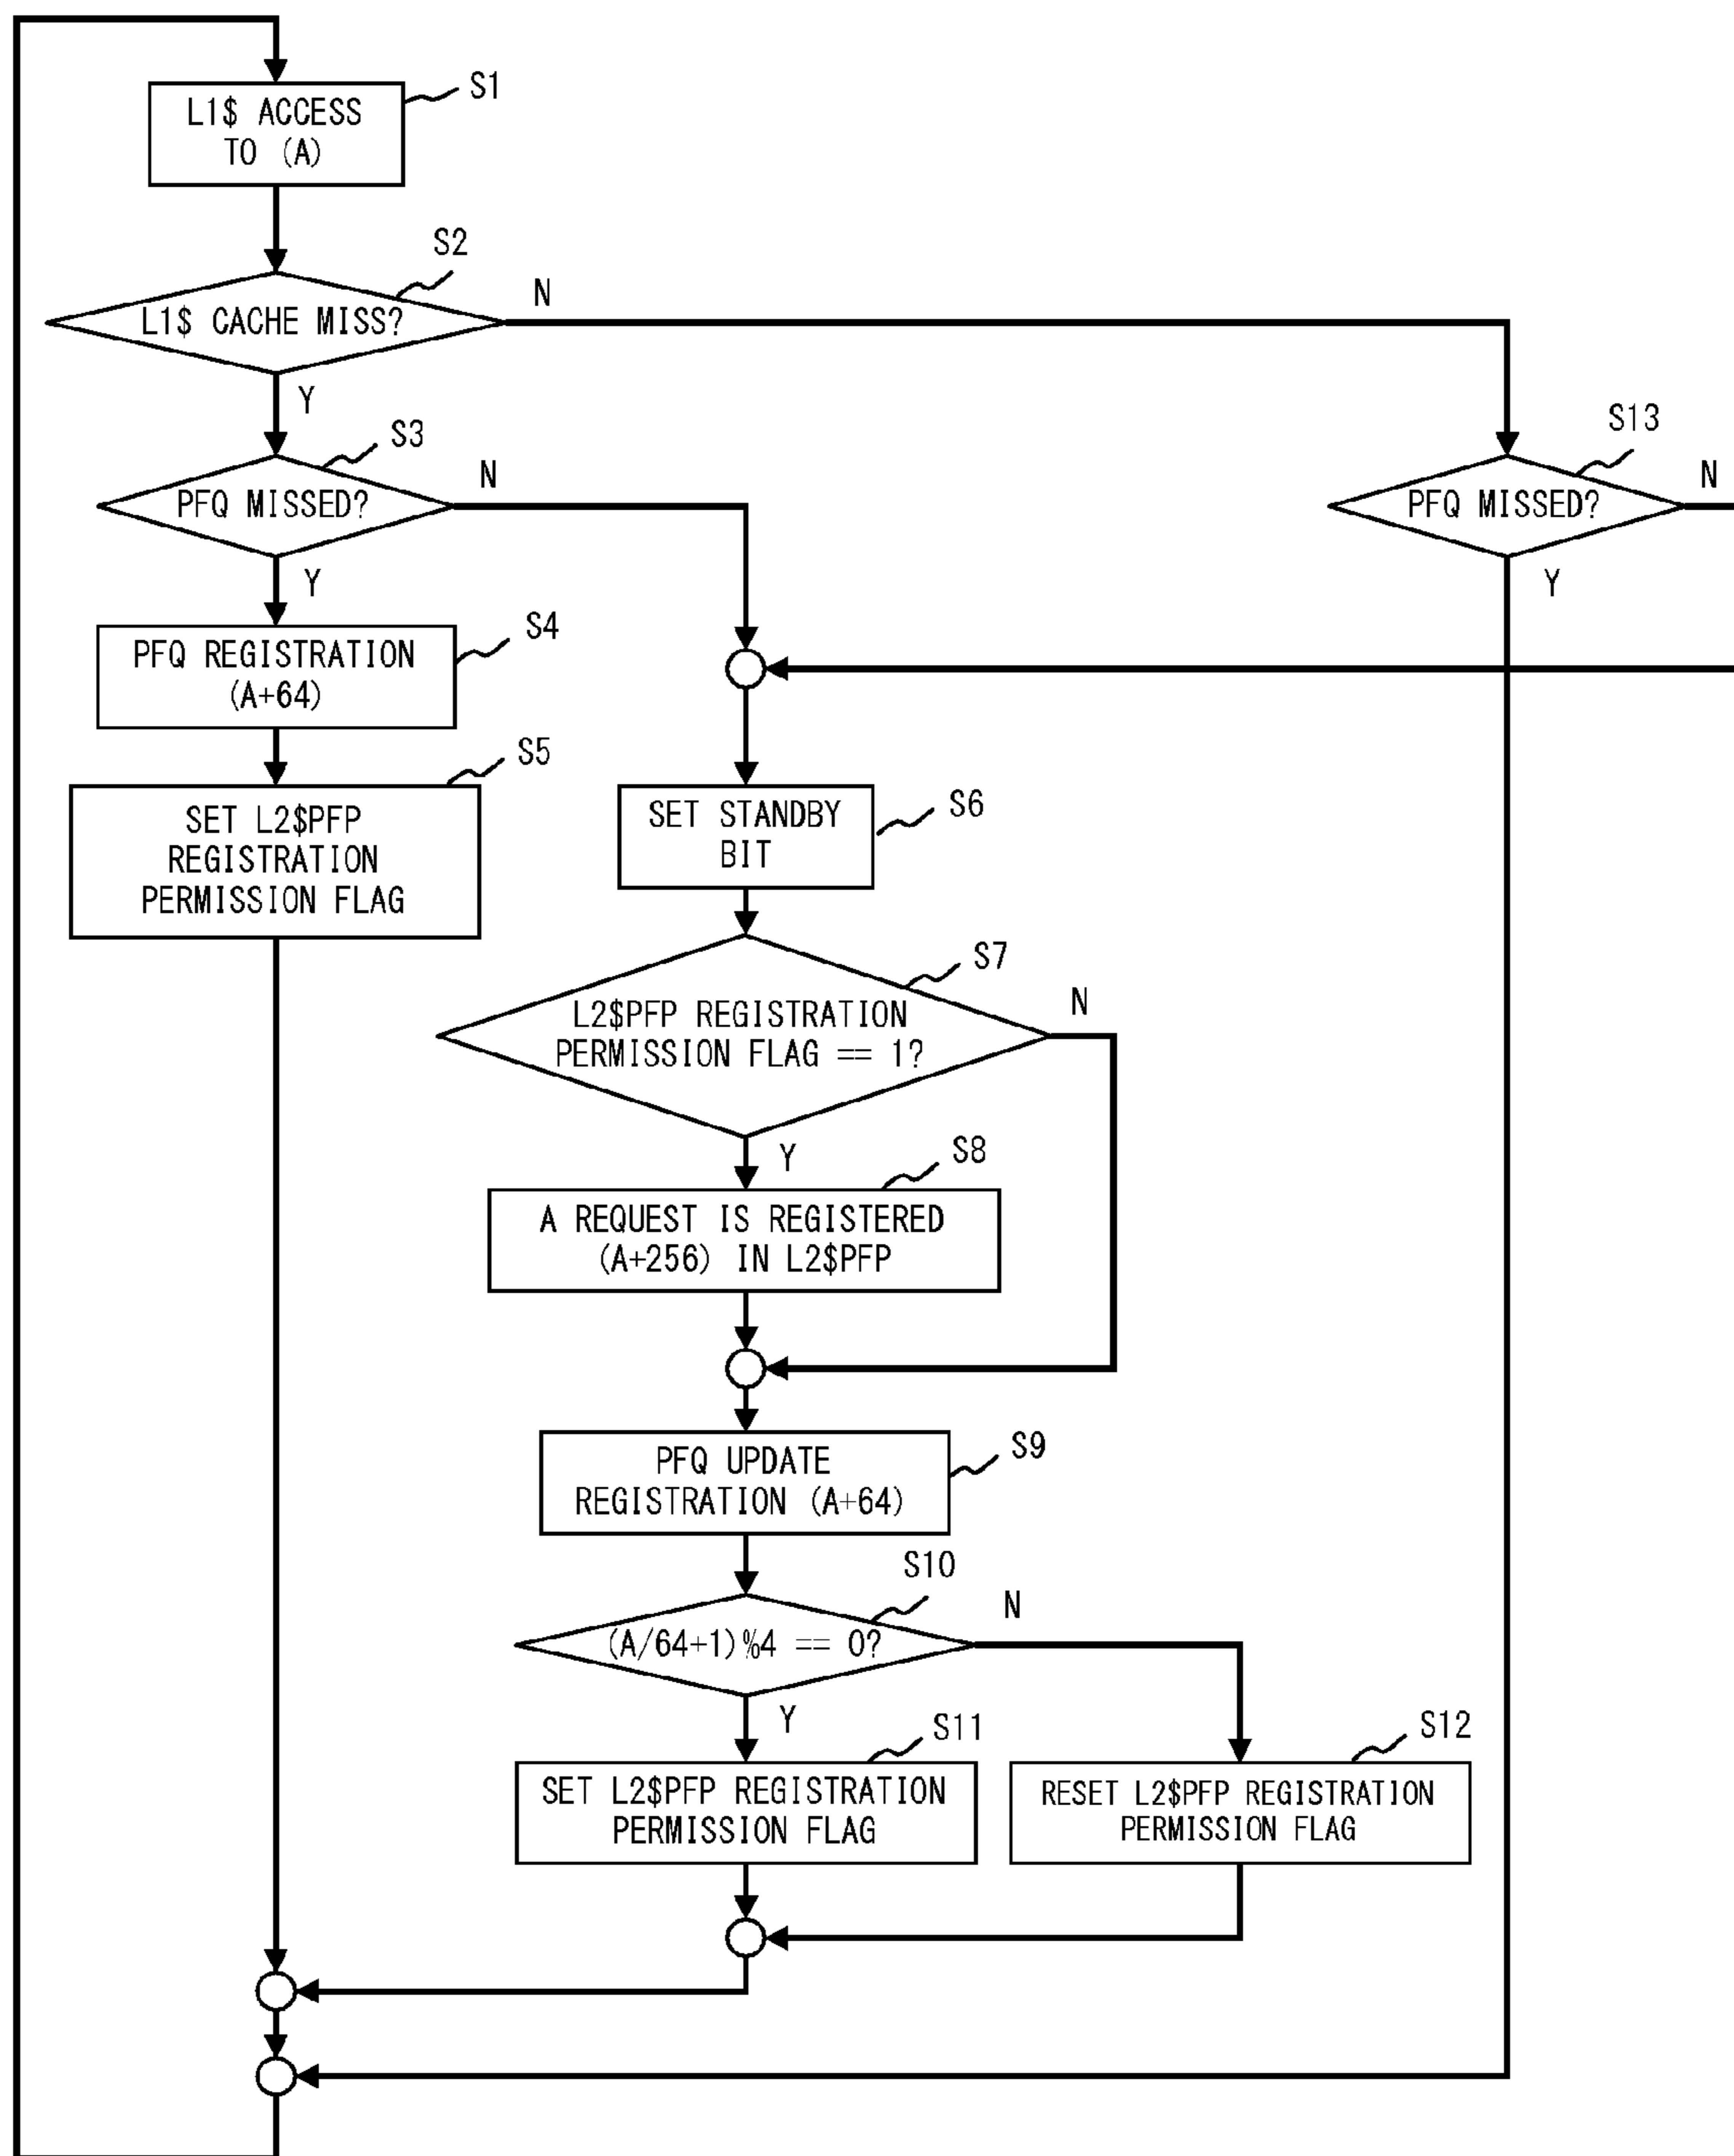 S1
L1$ ACCESS
TO (A)
S2
L1$ CACHE MISS?
N
Y
S3
PFQ MISSED?
N
Y
S13
PFQ MISSED?
N
Y
S4
PFQ REGISTRATION
(A+64)
S5
SET L2$PFP
REGISTRATION
PERMISSION FLAG
S6
SET STANDBY
BIT
S7
L2$PFP REGISTRATION
PERMISSION FLAG == 1?
N
Y
S8
A REQUEST IS REGISTERED
(A+256) IN L2$PFP
S9
PFQ UPDATE
REGISTRATION (A+64)
S10
(A/64+1)%4 == 0?
N
Y
S11
SET L2$PFP REGISTRATION
PERMISSION FLAG
S12
RESET L2$PFP REGISTRATION
PERMISSION FLAG